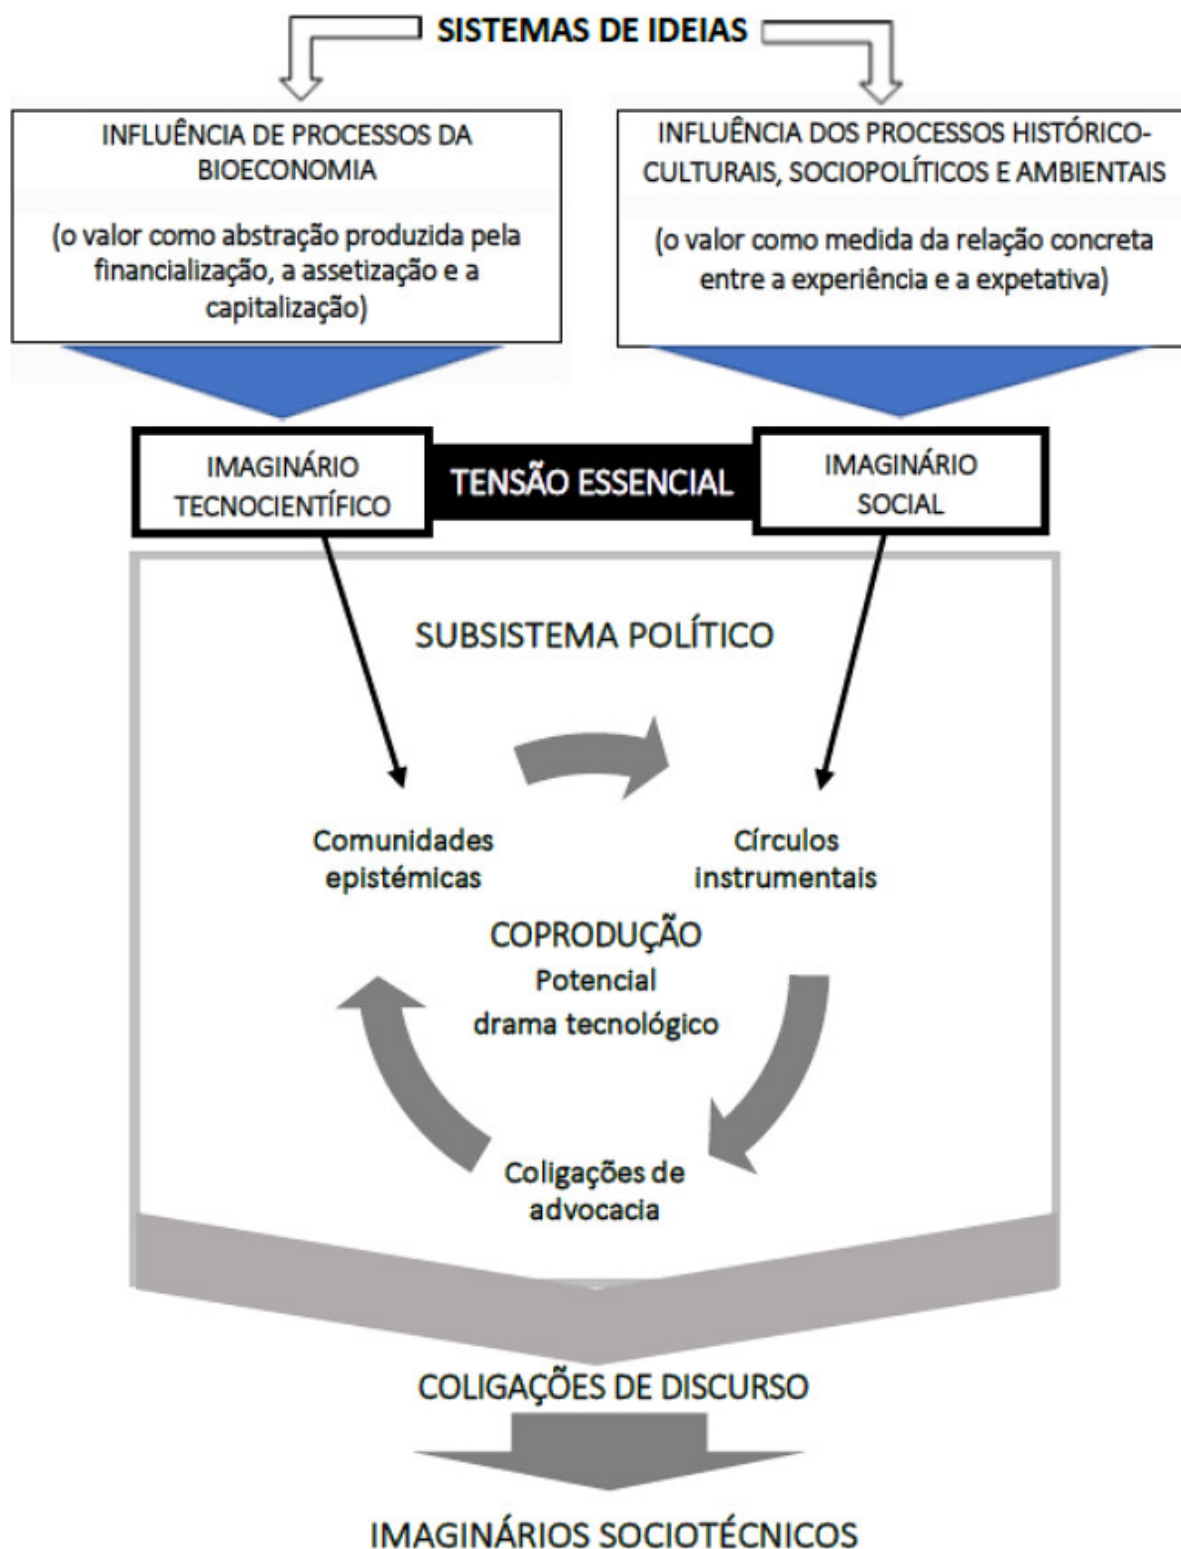 SISTEMAS DE IDEIAS
INFLUÊNCIA DE PROCESSOS DA
BIOECONOMIA
(o valor como abstração produzida pela
financialização, a assetização e a
capitalização)
INFLUÊNCIA DOS PROCESSOS HISTÓRICO-
CULTURAIS, SOCIOPOLÍTICOS E AMBIENTAIS
(o valor como medida da relação concreta
entre a experiência e a expetativa)
IMAGINÁRIO
TECNOCIENTÍFICO
TENSÃO ESSENCIAL
IMAGINÁRIO
SOCIAL
SUBSISTEMA POLÍTICO
Comunidades
epistémicas
Círculos
instrumentais
COPRODUÇÃO
Potencial
drama tecnológico
Coligações de
advocacia
COLIGAÇÕES DE DISCURSO
IMAGINÁRIOS SOCIOTÉCNICOS